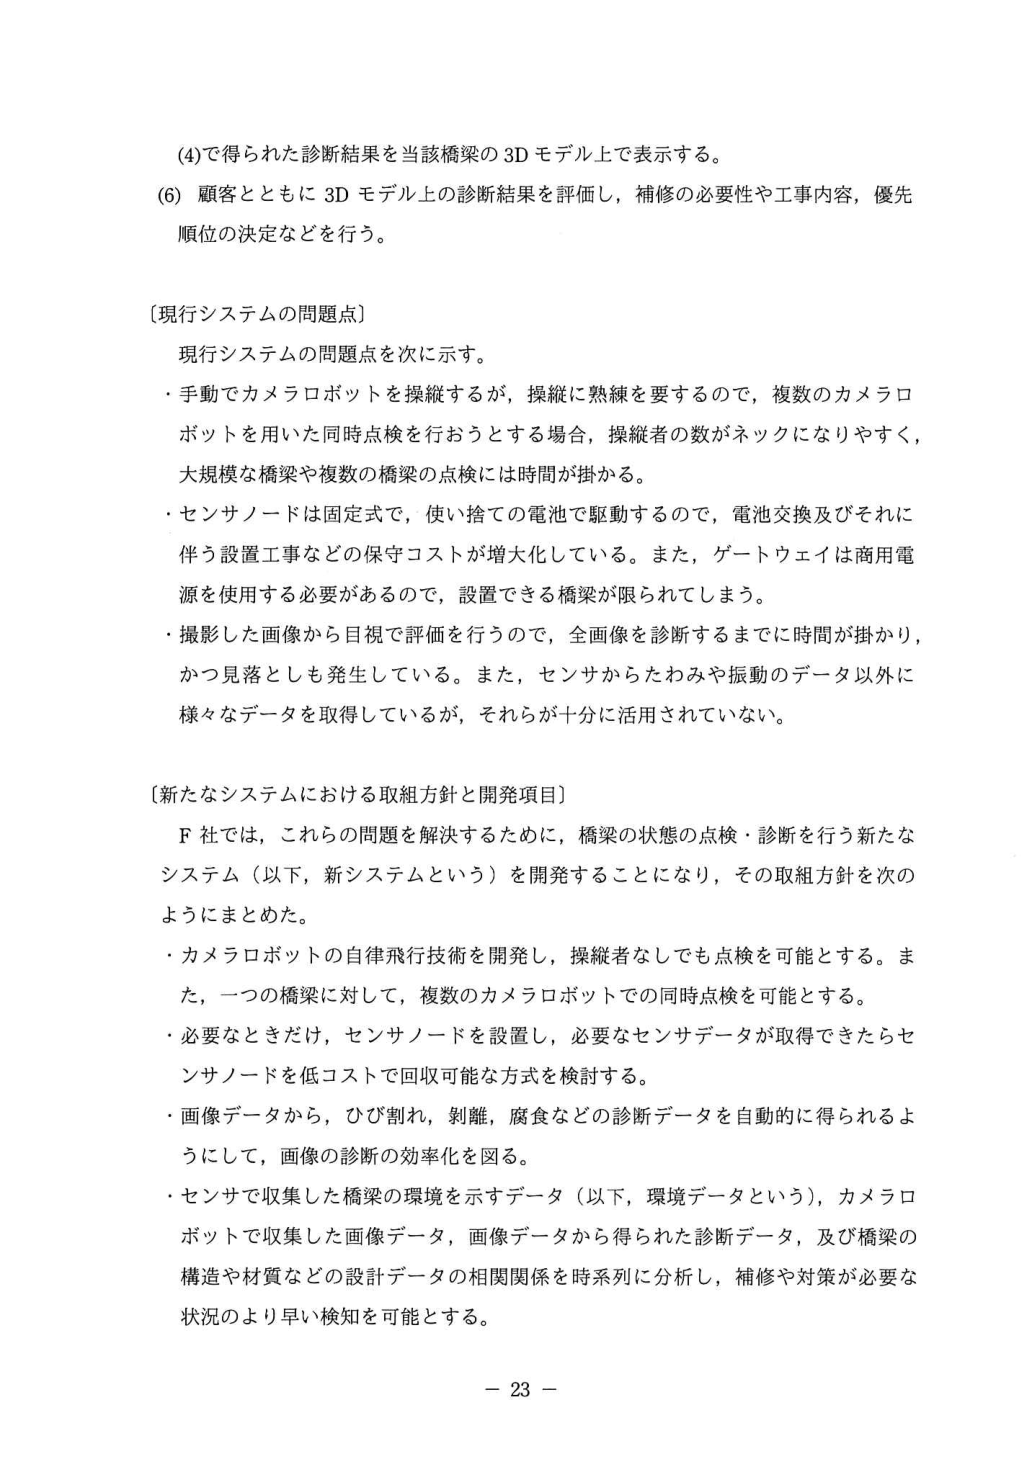 (4)で得られた診断結果を当該橋梁の 3D モデル上で表示する。
(6) 顧客とともに 3D モデル上の診断結果を評価し，補修の必要性や工事内容，優先
順位の決定などを行う。
〔現行システムの問題点〕
現行システムの問題点を次に示す。
・手動でカメラロボットを操縦するが，操縦に熟練を要するので，複数のカメラロ
ボットを用いた同時点検を行おうとする場合，操縦者の数がネックになりやすく，
大規模な橋梁や複数の橋梁の点検には時間が掛かる。
・センサノードは固定式で，使い捨ての電池で駆動するので，電池交換及びそれに
伴う設置工事などの保守コストが増大化している。また，ゲートウェイは商用電
源を使用する必要があるので，設置できる橋梁が限られてしまう。
・撮影した画像から目視で評価を行うので，全画像を診断するまでに時間が掛かり，
かつ見落としも発生している。また，センサからたわみや振動のデータ以外に
様々なデータを取得しているが，それらが十分に活用されていない。
〔新たなシステムにおける取組方針と開発項目〕
F 社では，これらの問題を解決するために，橋梁の状態の点検・診断を行う新たな
システム（以下，新システムという）を開発することになり，その取組方針を次の
ようにまとめた。
・カメラロボットの自律飛行技術を開発し，操縦者なしでも点検を可能とする。ま
た，一つの橋梁に対して，複数のカメラロボットでの同時点検を可能とする。
・必要なときだけ，センサノードを設置し，必要なセンサデータが取得できたらセ
ンサノードを低コストで回収可能な方式を検討する。
・画像データから，ひび割れ，剝離，腐食などの診断データを自動的に得られるよ
うにして，画像の診断の効率化を図る。
・センサで収集した橋梁の環境を示すデータ（以下，環境データという），カメラロ
ボットで収集した画像データ，画像データから得られた診断データ，及び橋梁の
構造や材質などの設計データの相関関係を時系列に分析し，補修や対策が必要な
状況のより早い検知を可能とする。
－ 23 －